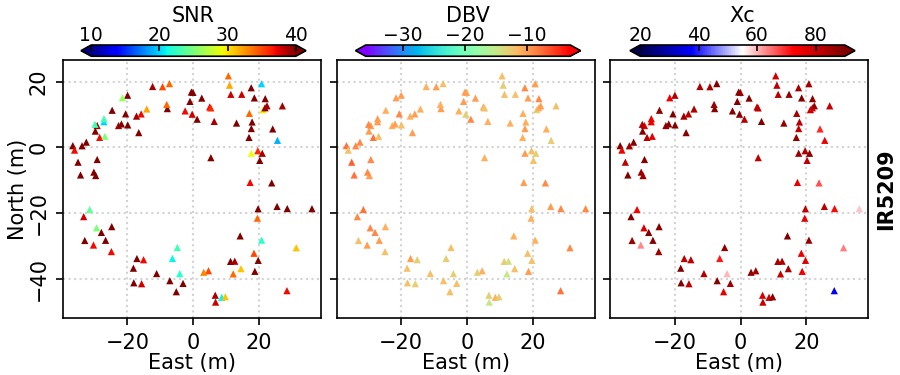 SNR DBV Xc
10 20 30 40 −30 −20 −10 20 40 60 80
20
0
−20
−40
North (m)
−20 0 20 −20 0 20 −20 0 20
East (m) East (m) East (m)
IR5209